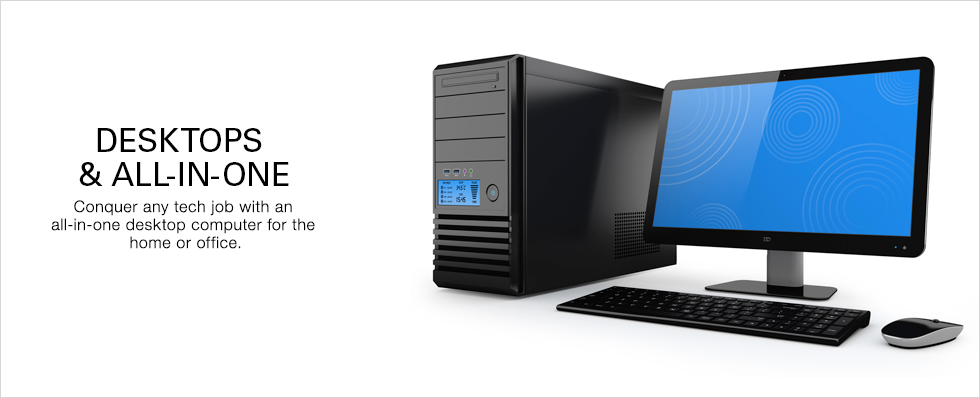 DESKTOPS
& ALL-IN-ONE
Conquer any tech job with an
all-in-one desktop computer for the
home or office.